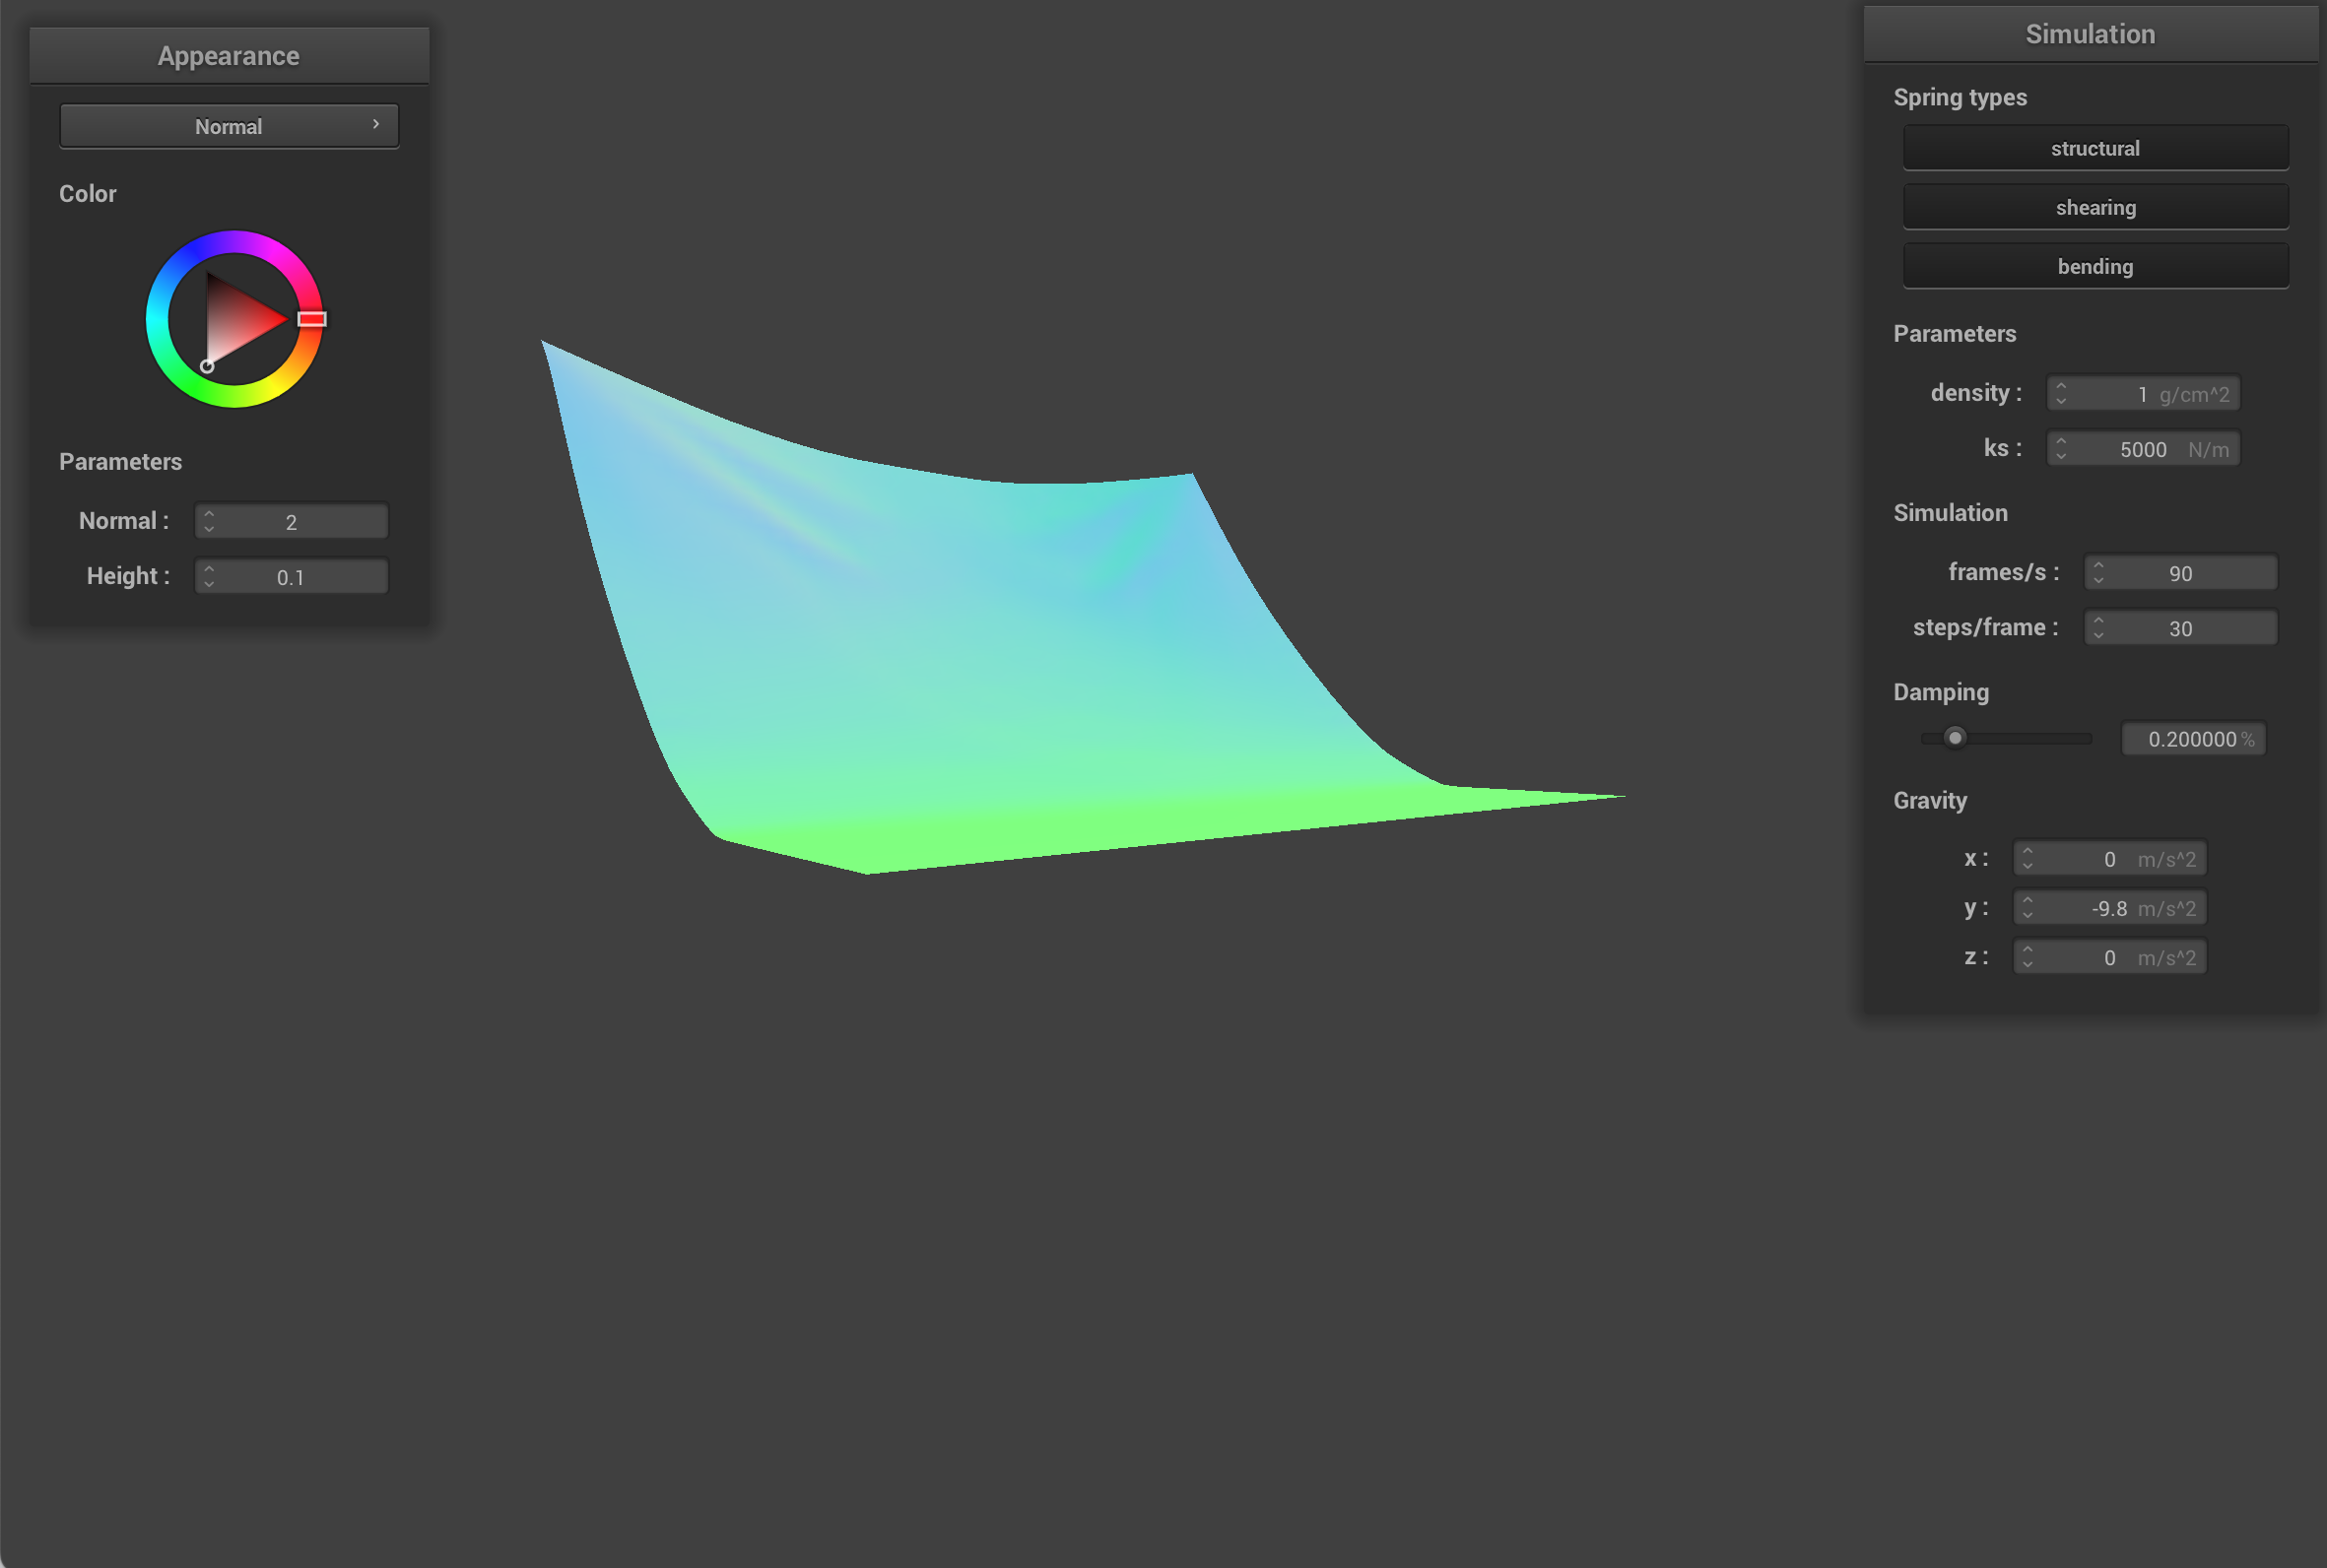 Appearance
Normal
Color
Parameters
Normal : 2
Height : 0.1
Simulation
Spring types
structural
shearing
bending
Parameters
density : 1 g/cm^2
ks : 5000 N/m
Simulation
frames/s : 90
steps/frame : 30
Damping
0.200000 %
Gravity
x : 0 m/s^2
y : -9.8 m/s^2
z : 0 m/s^2